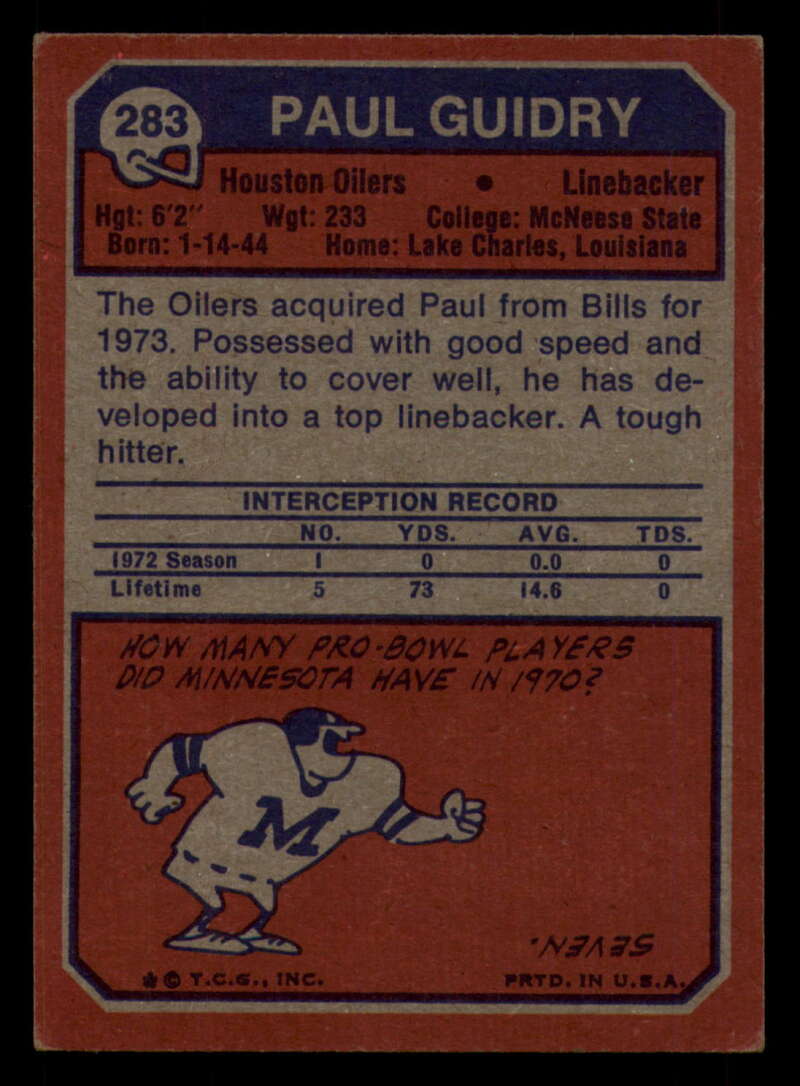 283 PAUL GUIDRY
Houston Oilers • Linebacker
Hgt: 6'2" Wgt: 233 College: McNeese State
Born: 1-14-44 Home: Lake Charles, Louisiana
The Oilers acquired Paul from Bills for
1973. Possessed with good speed and
the ability to cover well, he has de-
veloped into a top linebacker. A tough
hitter.
INTERCEPTION RECORD
NO. YDS. AVG. TDS.
1972 Season 1 0 0.0 0
Lifetime 5 73 14.6 0
HOW MANY PRO-BOWL PLAYERS
DID MINNESOTA HAVE IN 1970?
M
SEVEN.
* © T.C.G., INC. PRTD. IN U.S.A.